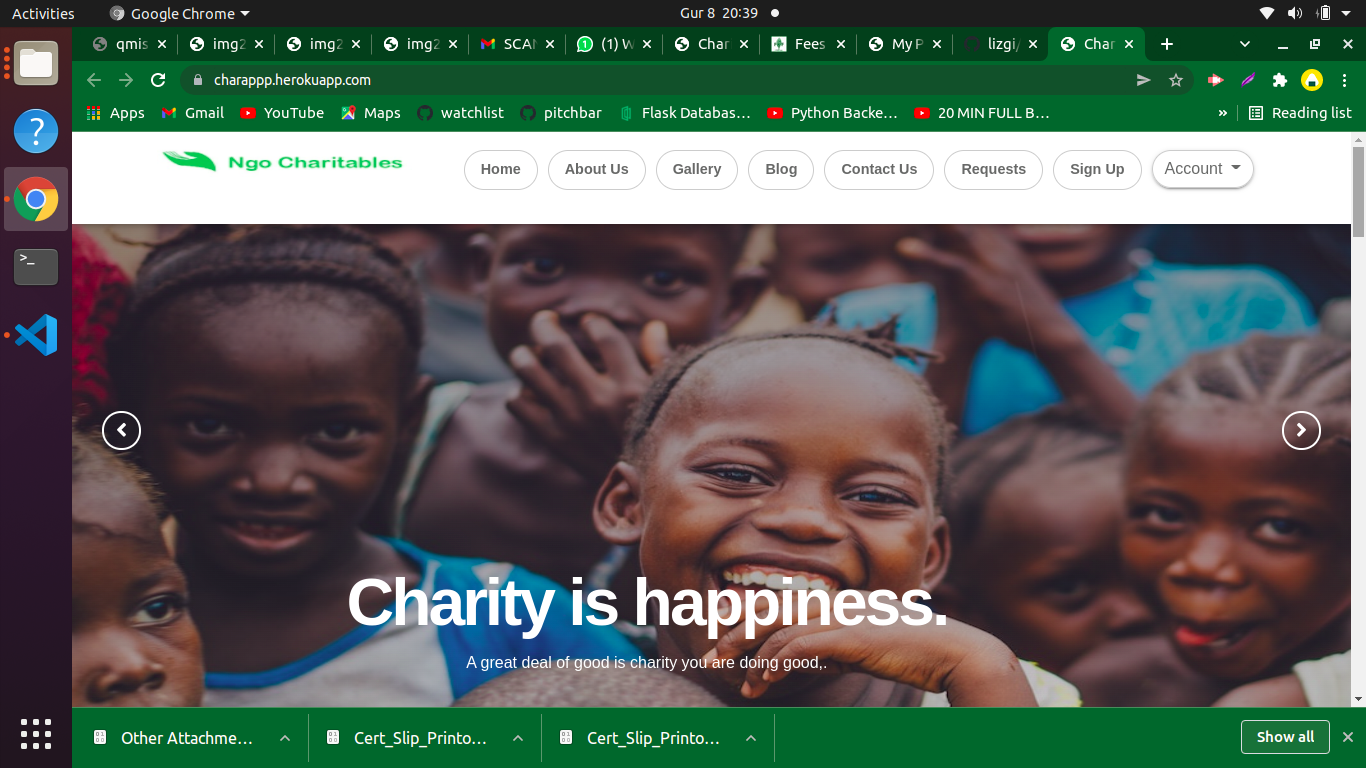 Activities Google Chrome Gur 8 20:39
qmis img2 img2 img2 SCAN (1) W Char Fees My P lizgi/ Char
charappp.herokuapp.com
Apps Gmail YouTube Maps watchlist pitchbar Flask Databas… Python Backe… 20 MIN FULL B… » Reading list
Ngo Charitables Home About Us Gallery Blog Contact Us Requests Sign Up Account
Charity is happiness.
A great deal of good is charity you are doing good,.
Other Attachme… Cert_Slip_Printo… Cert_Slip_Printo… Show all